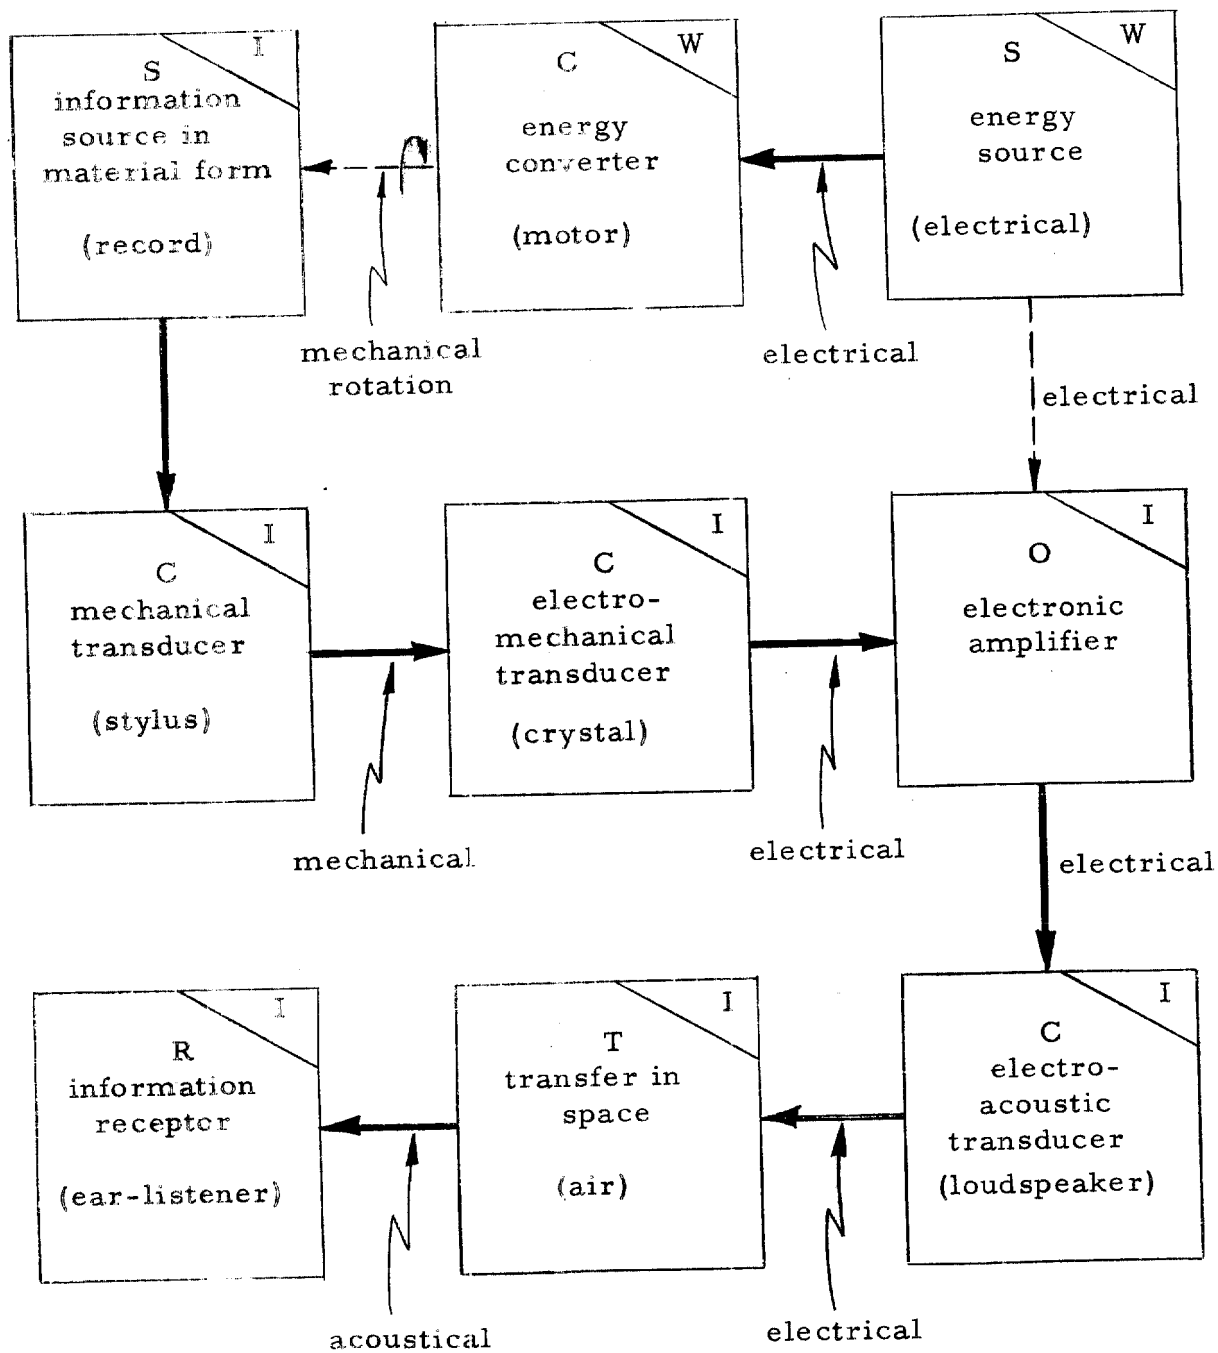 I
S
information
source in
material form
(record)
W
C
energy
converter
(motor)
W
S
energy
source
(electrical)
mechanical
rotation
electrical
electrical
I
C
mechanical
transducer
(stylus)
I
C
electro-
mechanical
transducer
(crystal)
I
O
electronic
amplifier
mechanical
electrical
electrical
I
R
information
receptor
(ear-listener)
I
T
transfer in
space
(air)
I
C
electro-
acoustic
transducer
(loudspeaker)
acoustical
electrical